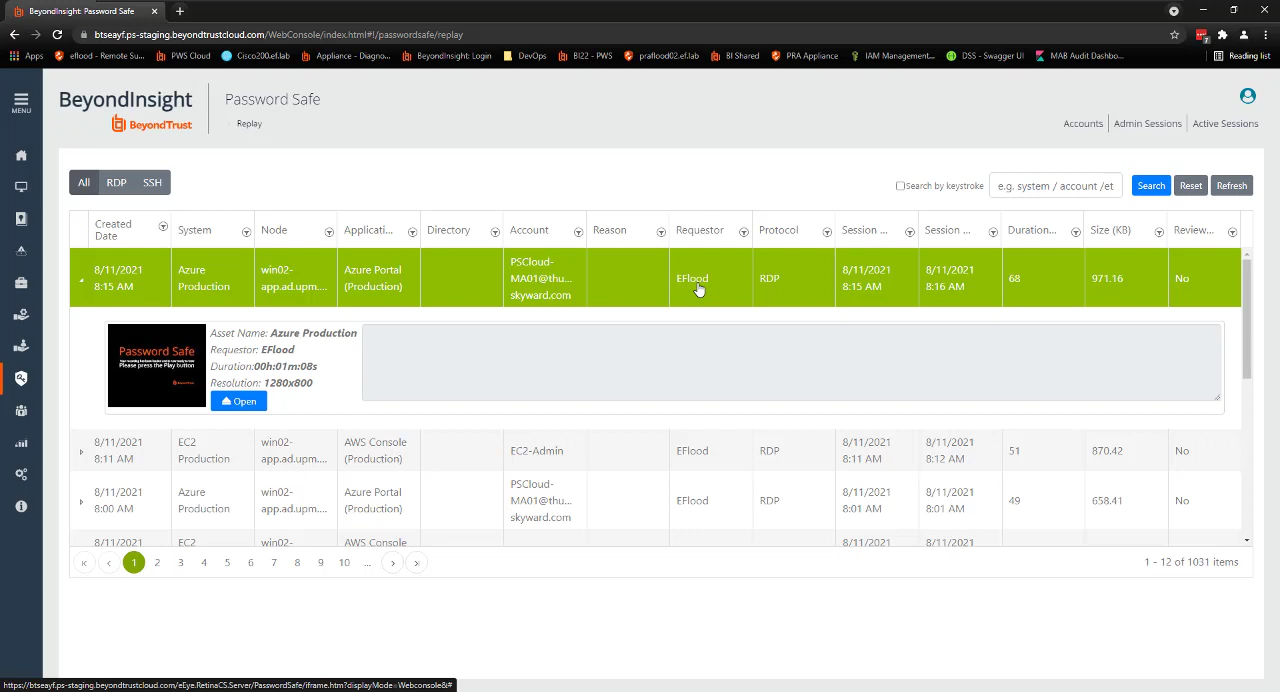 Launchpad: Password Safe
btseayf.ps-staging.beyondtrustcloud.com/WebConsole/index.html#!/passwordsafe/replay
Apps eflood - Remote Su... PWS Cloud Cisco200.ef.lab Appliance - Diagno... BeyondInsight: Login DevOps BI22 - PWS praflood02.ef.lab BI Shared PRA Appliance IAM Management... DSS - Swagger UI MAB Audit Dashbo... Reading list
MENU
BeyondInsight
BeyondTrust
Password Safe
Replay
Accounts Admin Sessions Active Sessions
All RDP SSH
Search by keystroke e.g. system / account /et Search Reset Refresh
Created Date System Node Applicati... Directory Account Reason Requestor Protocol Session ... Session ... Duration... Size (KB) Review...
8/11/2021 8:15 AM Azure Production win02-app.ad.upm.... Azure Portal (Production) PSCloud-MA01@thu...skyward.com EFlood RDP 8/11/2021 8:15 AM 8/11/2021 8:16 AM 68 971.16 No
Password Safe
Please press the Play button
BeyondTrust
Asset Name: Azure Production
Requestor: EFlood
Duration:00h:01m:08s
Resolution: 1280x800
Open
8/11/2021 8:11 AM EC2 Production win02-app.ad.upm.... AWS Console (Production) EC2-Admin EFlood RDP 8/11/2021 8:11 AM 8/11/2021 8:12 AM 51 870.42 No
8/11/2021 8:00 AM Azure Production win02-app.ad.upm.... Azure Portal (Production) PSCloud-MA01@thu...skyward.com EFlood RDP 8/11/2021 8:01 AM 8/11/2021 8:01 AM 49 658.41 No
8/11/2021 EC2 win02- AWS Console 8/11/2021 8/11/2021
1 2 3 4 5 6 7 8 9 10 ... 1 - 12 of 1031 items
https://btseayf.ps-staging.beyondtrustcloud.com/eEye.RetinaCS.Server/PasswordSafe/iframe.htm?displayMode=Webconsole&t#